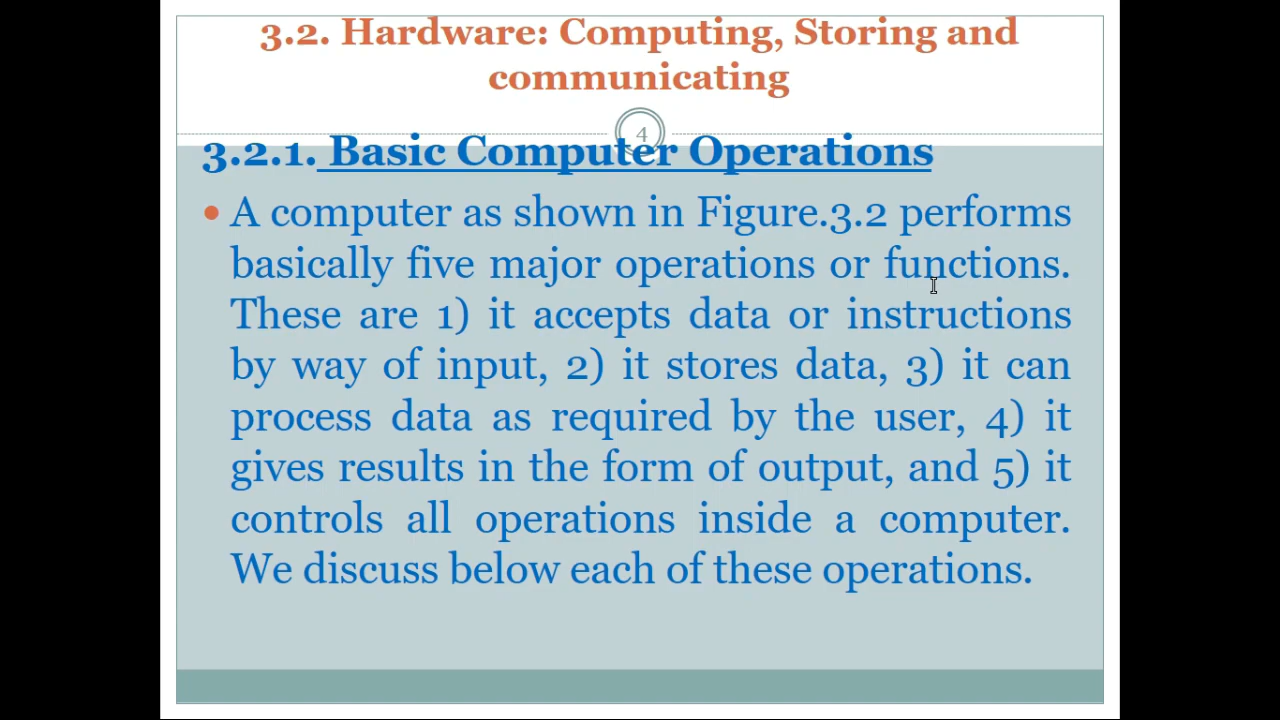 3.2. Hardware: Computing, Storing and
communicating
4
3.2.1. Basic Computer Operations
• A computer as shown in Figure.3.2 performs
basically five major operations or functions.
These are 1) it accepts data or instructions
by way of input, 2) it stores data, 3) it can
process data as required by the user, 4) it
gives results in the form of output, and 5) it
controls all operations inside a computer.
We discuss below each of these operations.